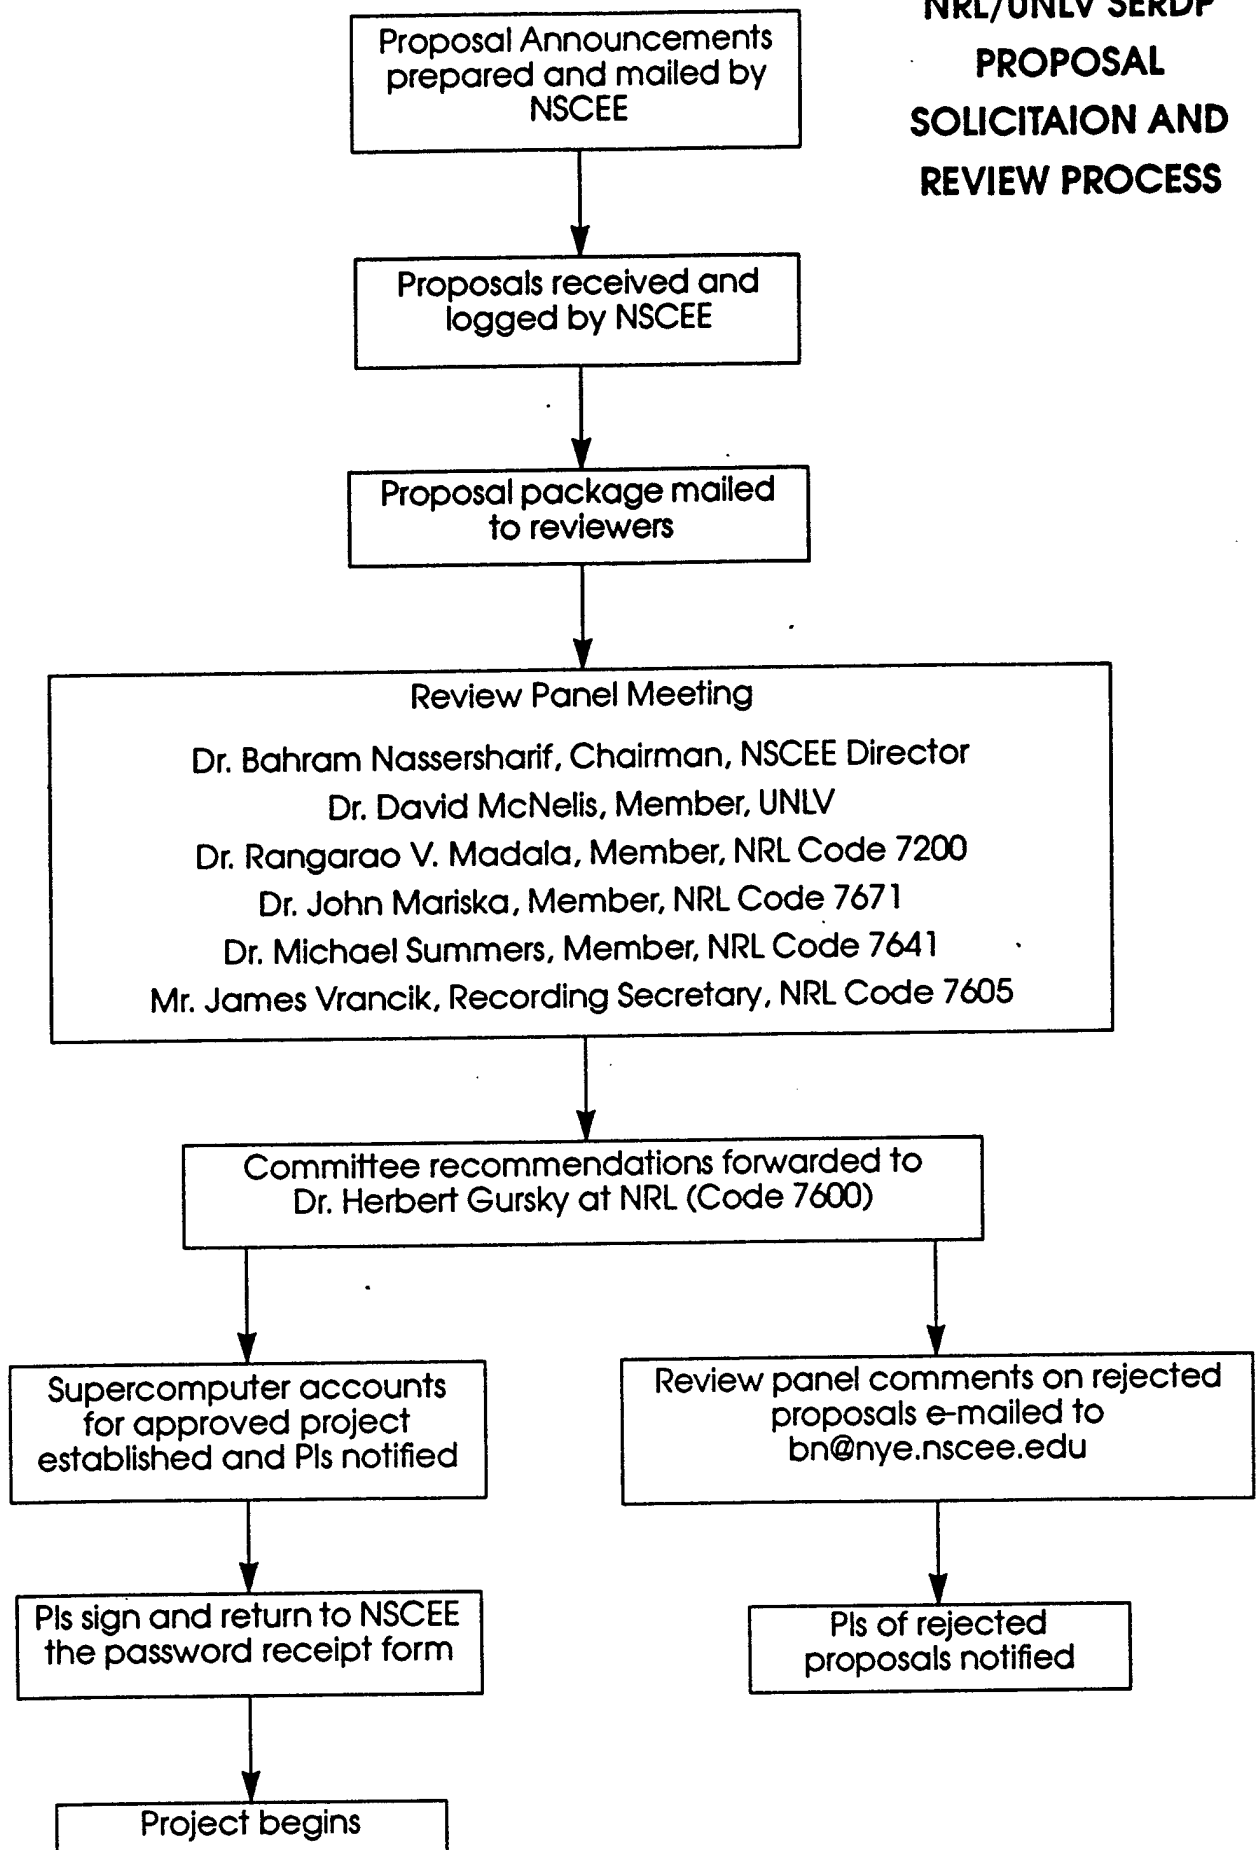 NRL/UNLV SERDP
PROPOSAL
SOLICITAION AND
REVIEW PROCESS
Proposal Announcements
prepared and mailed by
NSCEE
Proposals received and
logged by NSCEE
Proposal package mailed
to reviewers
Review Panel Meeting
Dr. Bahram Nassersharif, Chairman, NSCEE Director
Dr. David McNelis, Member, UNLV
Dr. Rangarao V. Madala, Member, NRL Code 7200
Dr. John Mariska, Member, NRL Code 7671
Dr. Michael Summers, Member, NRL Code 7641
Mr. James Vrancik, Recording Secretary, NRL Code 7605
Committee recommendations forwarded to
Dr. Herbert Gursky at NRL (Code 7600)
Supercomputer accounts
for approved project
established and PIs notified
Review panel comments on rejected
proposals e-mailed to
bn@nye.nscee.edu
PIs sign and return to NSCEE
the password receipt form
PIs of rejected
proposals notified
Project begins